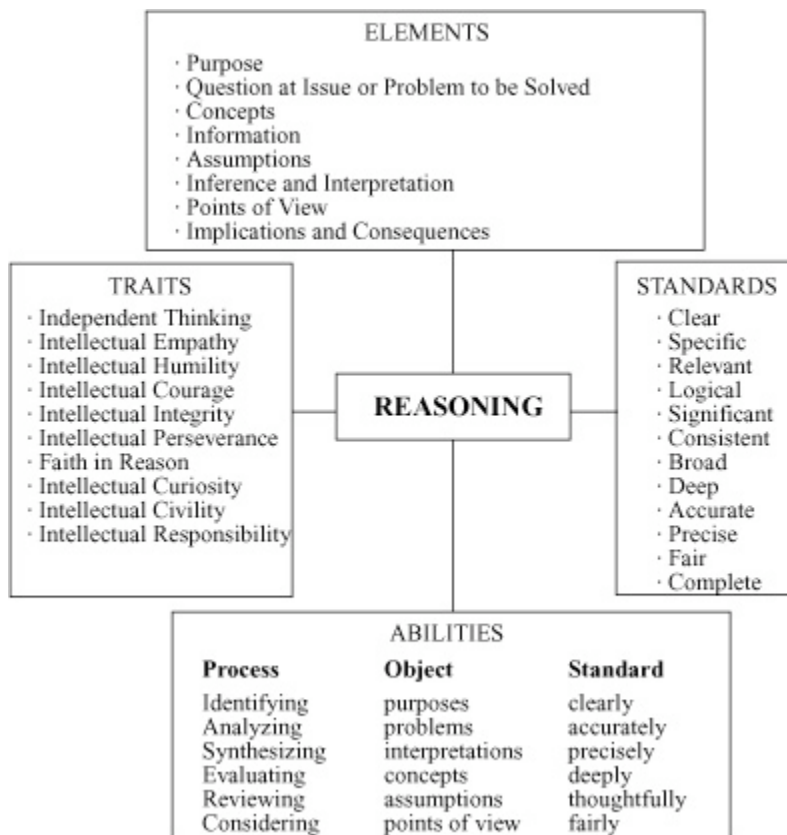 ELEMENTS
· Purpose
· Question at Issue or Problem to be Solved
· Concepts
· Information
· Assumptions
· Inference and Interpretation
· Points of View
· Implications and Consequences
TRAITS
· Independent Thinking
· Intellectual Empathy
· Intellectual Humility
· Intellectual Courage
· Intellectual Integrity
· Intellectual Perseverance
· Faith in Reason
· Intellectual Curiosity
· Intellectual Civility
· Intellectual Responsibility
REASONING
STANDARDS
· Clear
· Specific
· Relevant
· Logical
· Significant
· Consistent
· Broad
· Deep
· Accurate
· Precise
· Fair
· Complete
ABILITIES
Process Object Standard
Identifying purposes clearly
Analyzing problems accurately
Synthesizing interpretations precisely
Evaluating concepts deeply
Reviewing assumptions thoughtfully
Considering points of view fairly